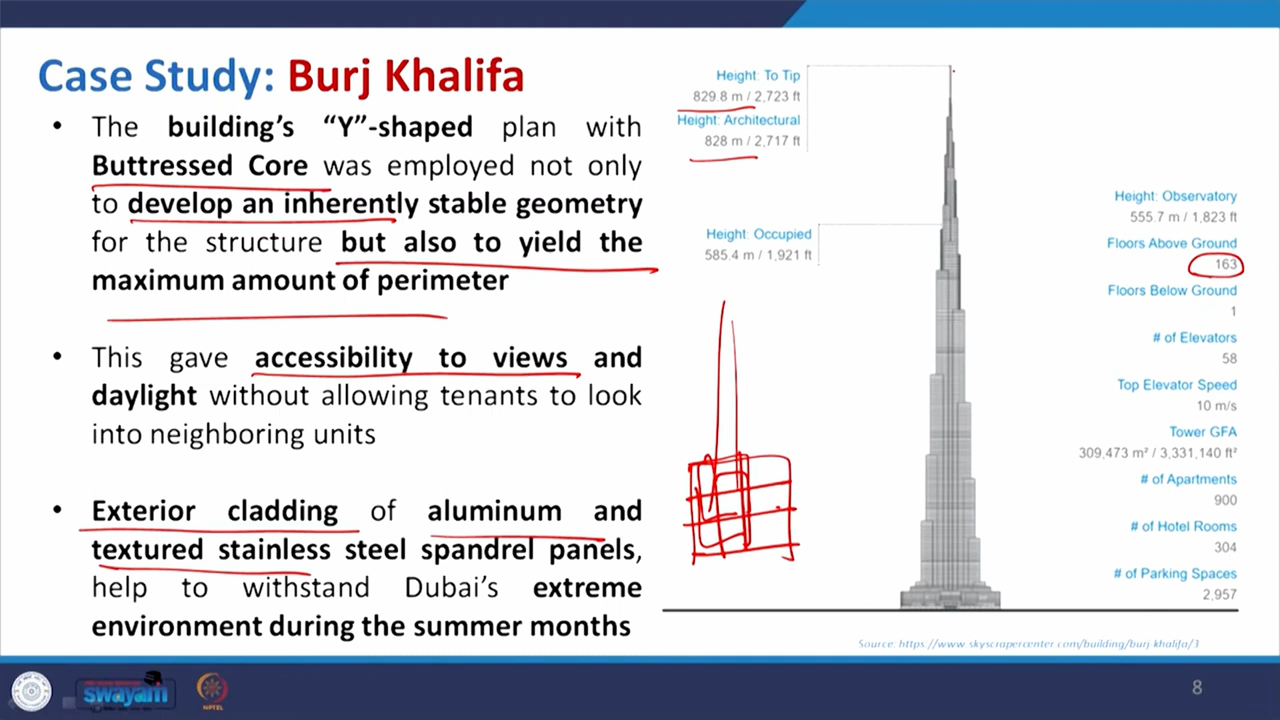 Case Study: Burj Khalifa
• The building's "Y"-shaped plan with
Buttressed Core was employed not only
to develop an inherently stable geometry
for the structure but also to yield the
maximum amount of perimeter
• This gave accessibility to views and
daylight without allowing tenants to look
into neighboring units
• Exterior cladding of aluminum and
textured stainless steel spandrel panels,
help to withstand Dubai's extreme
environment during the summer months
Height: To Tip
829.8 m / 2,723 ft
Height: Architectural
828 m / 2,717 ft
Height: Occupied
585.4 m / 1,921 ft
Height: Observatory
555.7 m / 1,823 ft
Floors Above Ground
163
Floors Below Ground
1
# of Elevators
58
Top Elevator Speed
10 m/s
Tower GFA
309,473 m² / 3,331,140 ft²
# of Apartments
900
# of Hotel Rooms
304
# of Parking Spaces
2,957
Source: https://www.skyscrapercenter.com/building/burj-khalifa/3
swayam
NPTEL
8